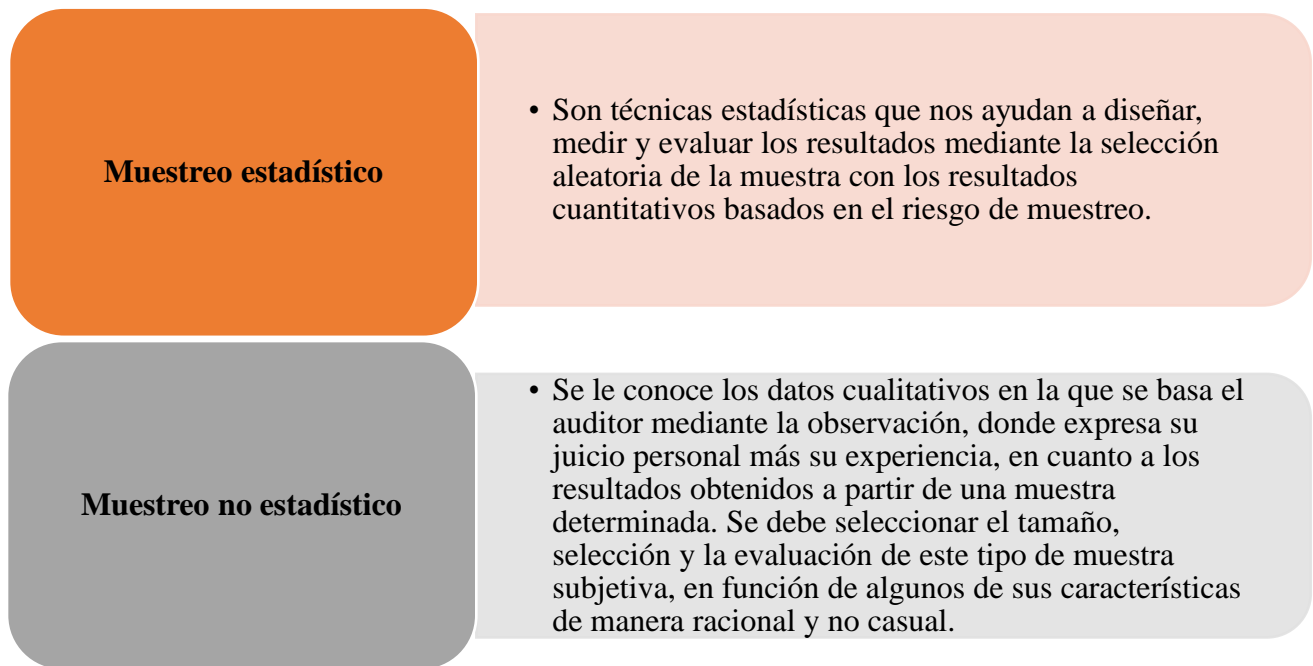 Muestreo estadístico
• Son técnicas estadísticas que nos ayudan a diseñar,
medir y evaluar los resultados mediante la selección
aleatoria de la muestra con los resultados
cuantitativos basados en el riesgo de muestreo.
Muestreo no estadístico
• Se le conoce los datos cualitativos en la que se basa el
auditor mediante la observación, donde expresa su
juicio personal más su experiencia, en cuanto a los
resultados obtenidos a partir de una muestra
determinada. Se debe seleccionar el tamaño,
selección y la evaluación de este tipo de muestra
subjetiva, en función de algunos de sus características
de manera racional y no casual.